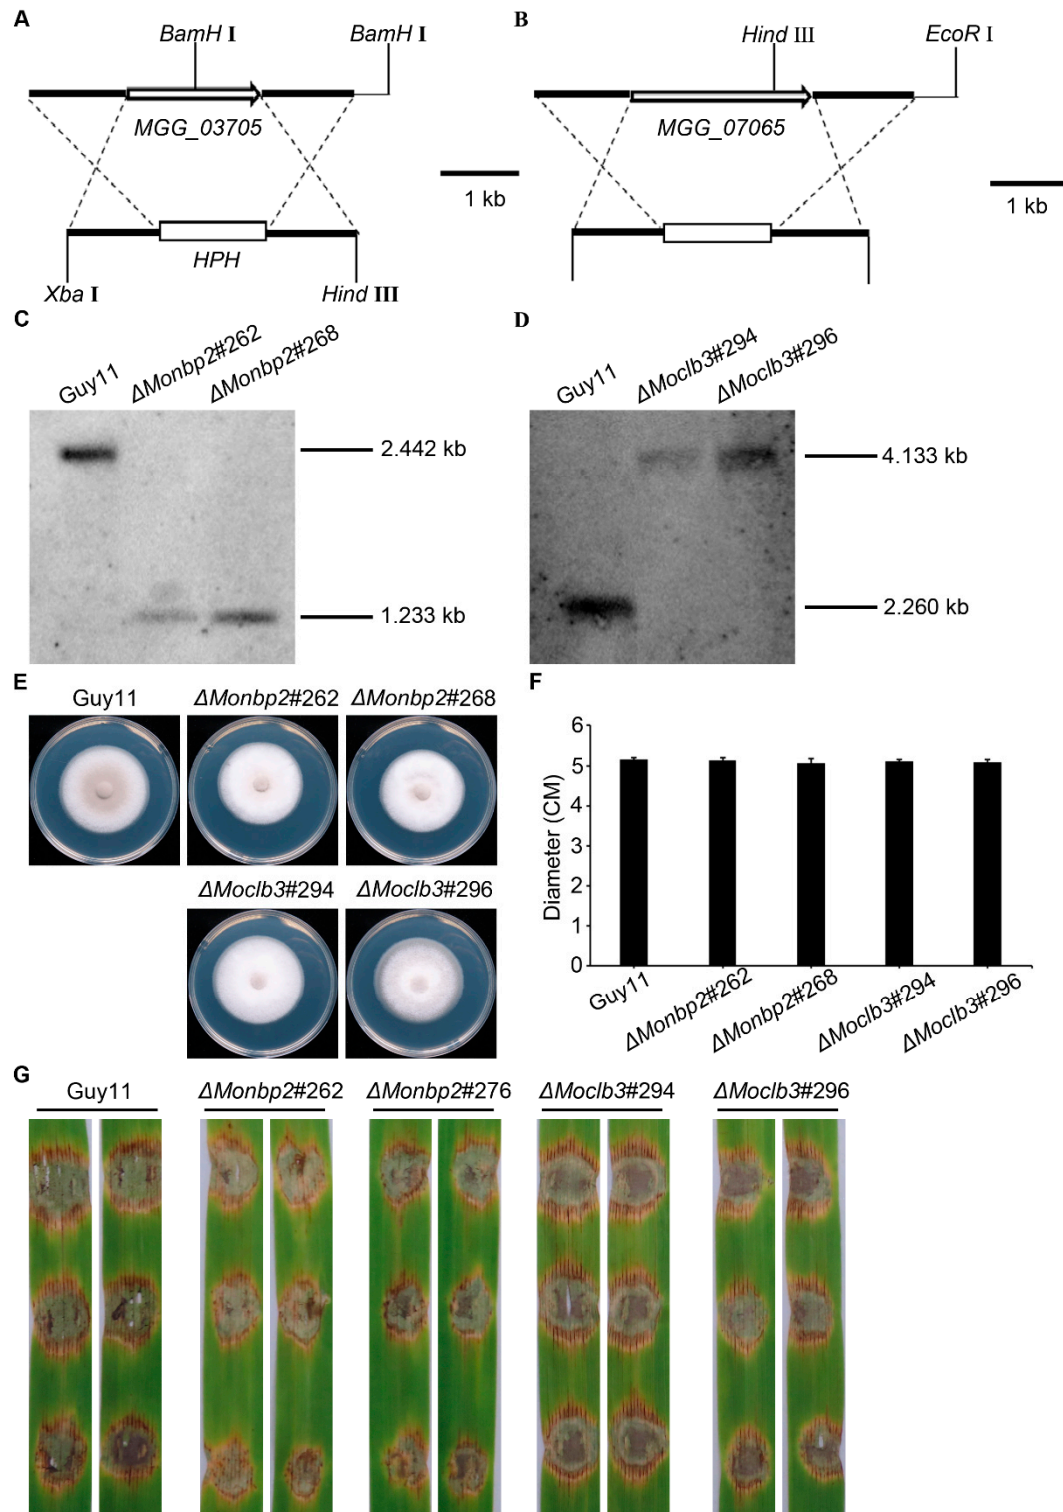 A
BamH I
BamH I
MGG_03705
1 kb
HPH
Xba I
Hind III
B
Hind III
EcoR I
MGG_07065
1 kb
C
Guy11
ΔMonbp2#262
ΔMonbp2#268
2.442 kb
1.233 kb
D
Guy11
ΔMoclb3#294
ΔMoclb3#296
4.133 kb
2.260 kb
E
Guy11
ΔMonbp2#262
ΔMonbp2#268
ΔMoclb3#294
ΔMoclb3#296
F
Diameter (CM)
6
5
4
3
2
1
0
Guy11
ΔMonbp2#262
ΔMonbp2#268
ΔMoclb3#294
ΔMoclb3#296
G
Guy11
ΔMonbp2#262
ΔMonbp2#276
ΔMoclb3#294
ΔMoclb3#296